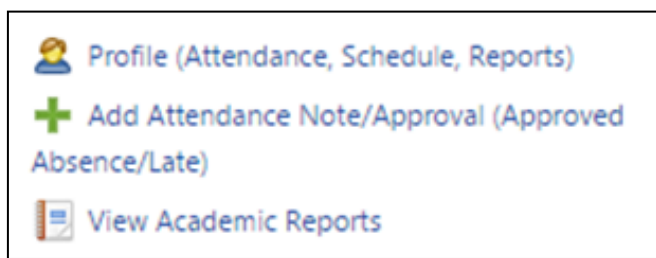 Profile (Attendance, Schedule, Reports)
Add Attendance Note/Approval (Approved
Absence/Late)
View Academic Reports